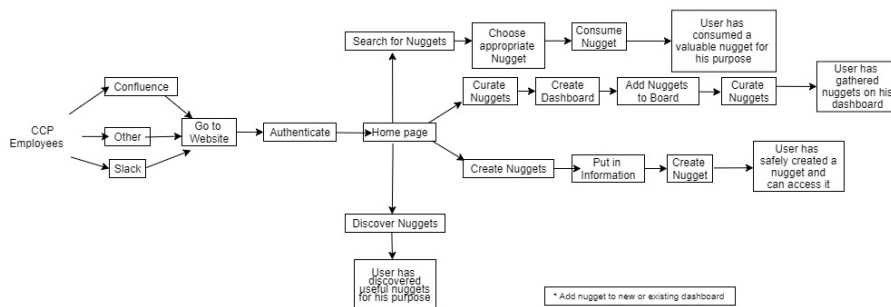 CCP
Employees
Confluence
Other
Slack
Go to
Website
Authenticate
Home page
Search for Nuggets
Choose
appropriate
Nugget
Consume
Nugget
User has
consumed a
valuable nugget for
his purpose
Curate
Nuggets
Create
Dashboard
Add Nuggets
to Board
Curate
Nuggets
User has
gathered
nuggets on his
dashboard
Create Nuggets
Put in
Information
Create
Nugget
User has
safely created a
nugget and
can access it
Discover Nuggets
User has
discovered
useful nuggets
for his purpose
* Add nugget to new or existing dashboard